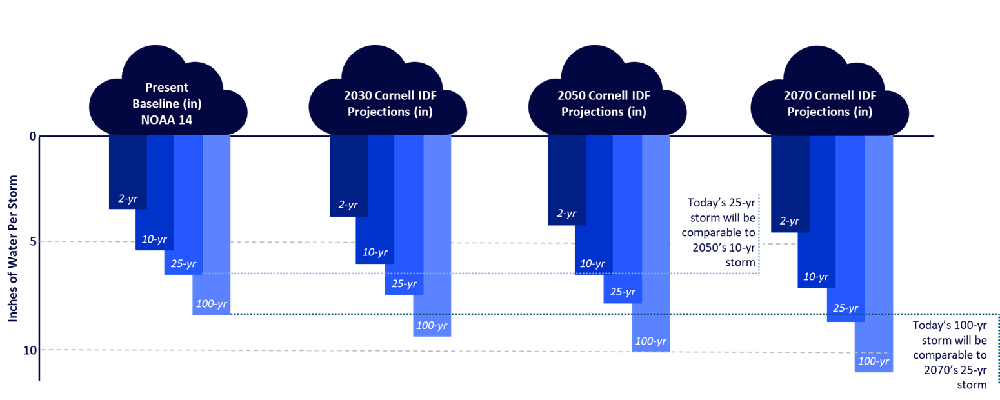 Present
Baseline (in)
NOAA 14
2030 Cornell IDF
Projections (in)
2050 Cornell IDF
Projections (in)
2070 Cornell IDF
Projections (in)
Inches of Water Per Storm
0
5
10
2-yr
10-yr
25-yr
100-yr
2-yr
10-yr
25-yr
100-yr
2-yr
10-yr
25-yr
100-yr
Today's 25-yr
storm will be
comparable to
2050's 10-yr
storm
2-yr
10-yr
25-yr
100-yr
Today's 100-yr
storm will be
comparable to
2070's 25-yr
storm